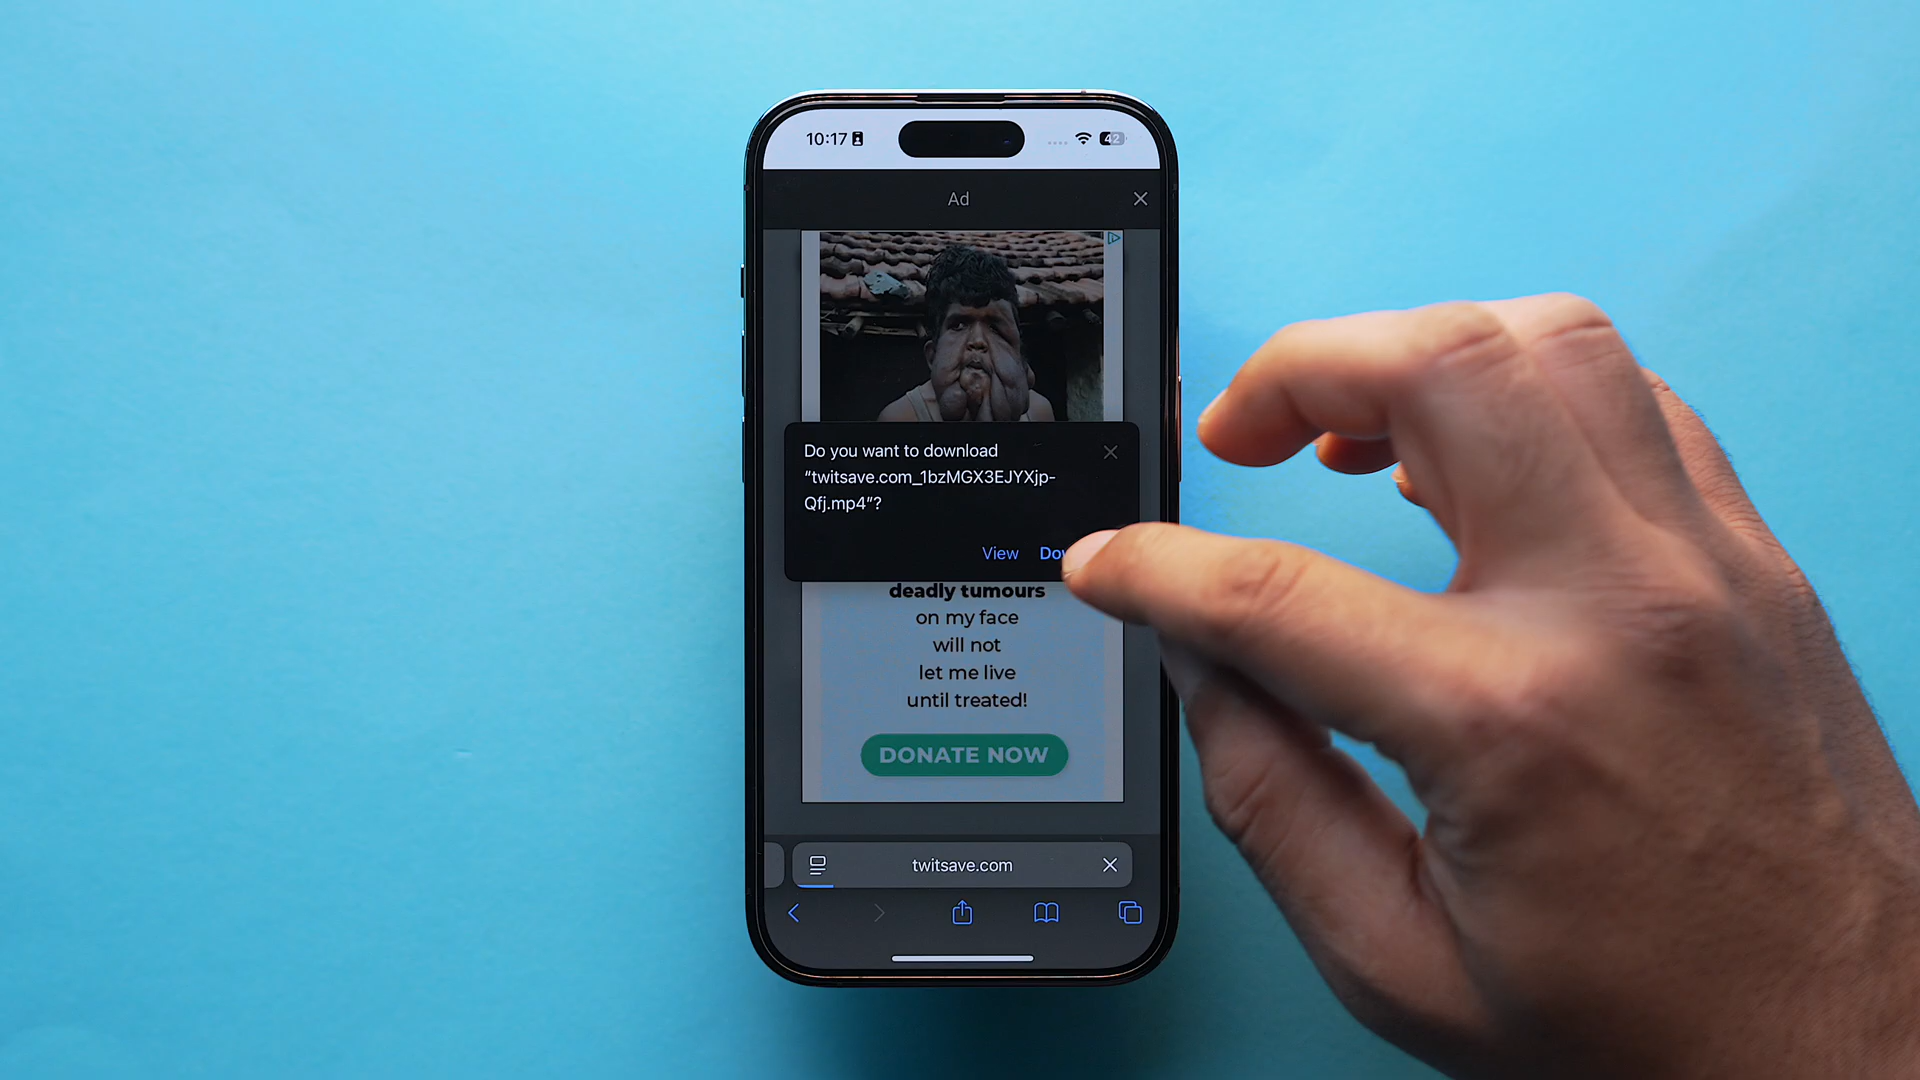 10:17
42
Ad
Do you want to download
“twitsave.com_1bzMGX3EJYXjp-
Qfj.mp4”?
View
deadly tumours
on my face
will not
let me live
until treated!
DONATE NOW
twitsave.com